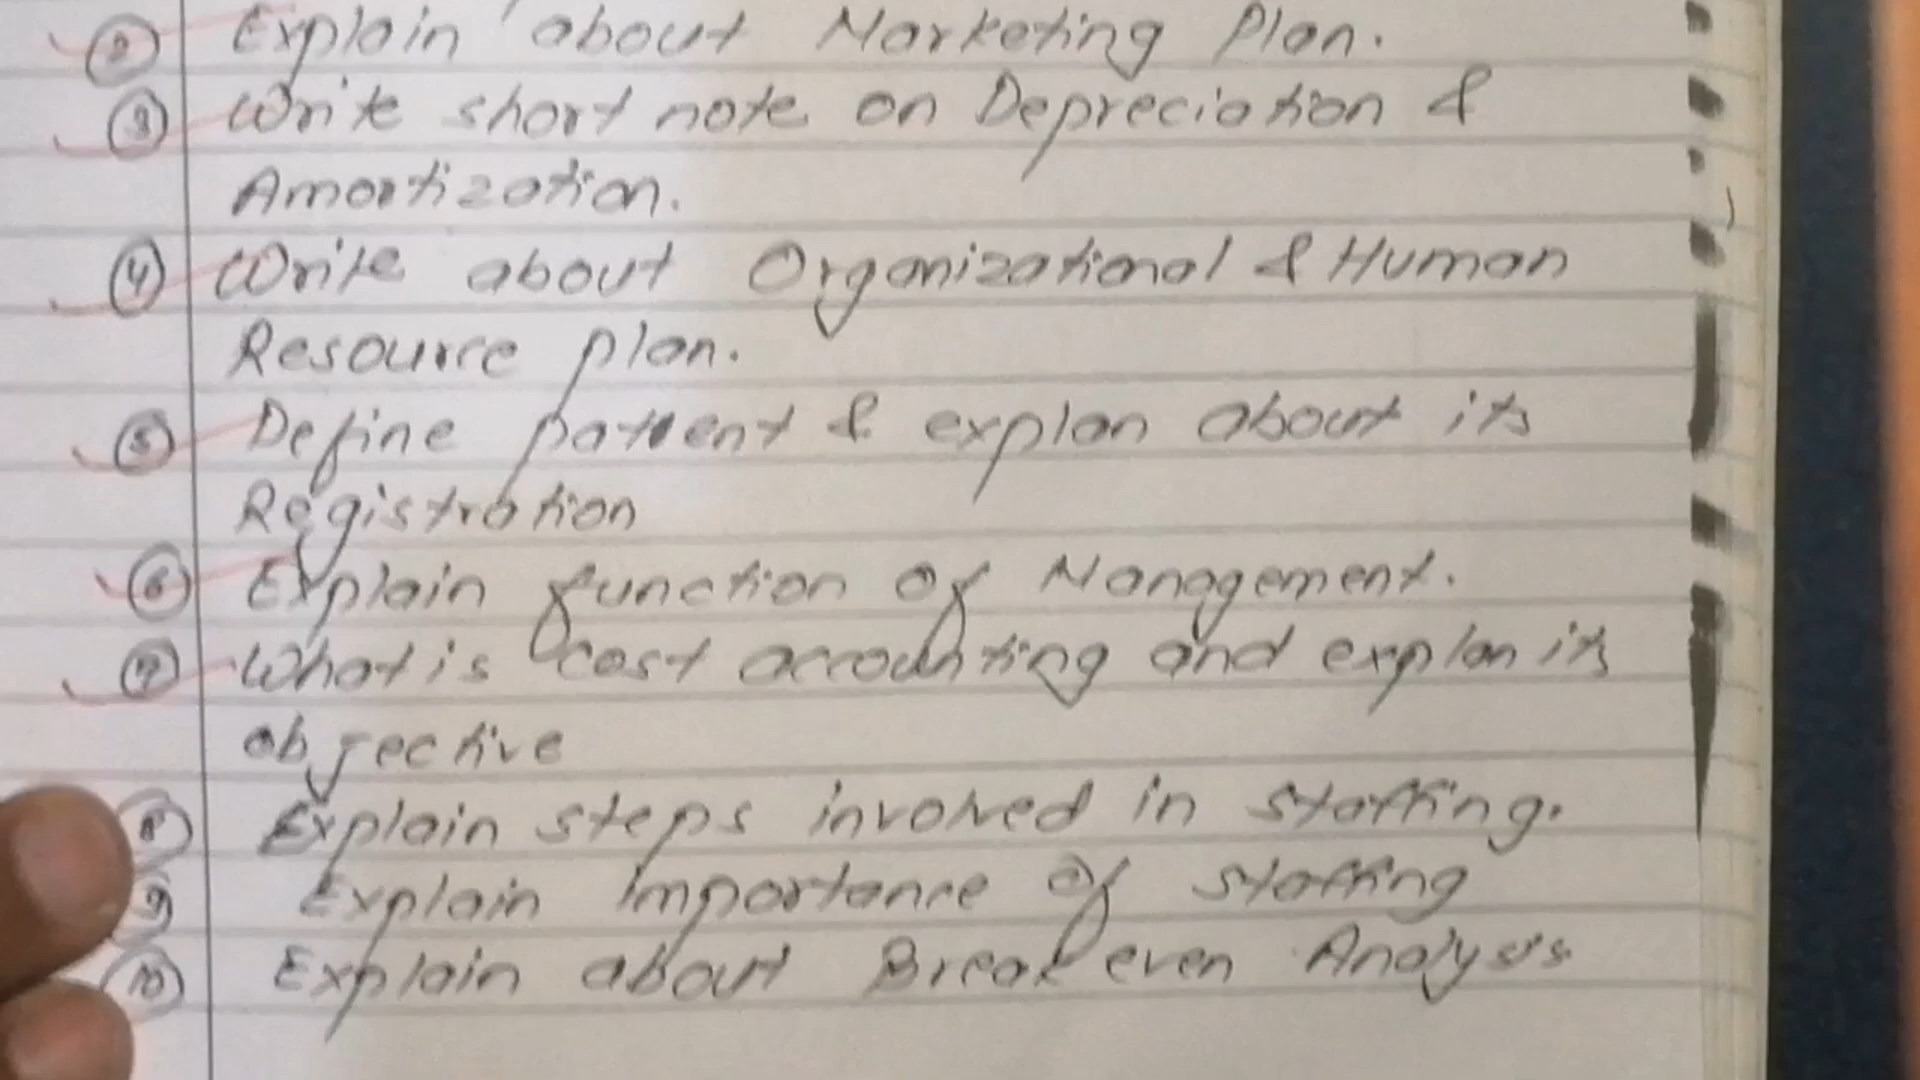 ② Explain about Marketing Plan.
③ Write short note on Depreciation &
Amortization.
④ Write about Organizational & Human
Resource plan.
⑤ Define pattent & explan about its
Registration
⑥ Explain function of Management.
⑦ What is cost accounting and explan its
objective
⑧ Explain steps involved in staffing.
⑨ Explain importance of staffing
⑩ Explain about Break even Analysis